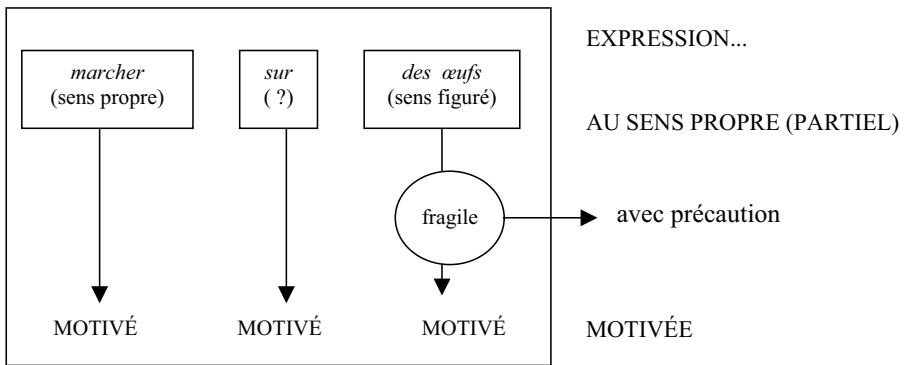 EXPRESSION...
marcher
(sens propre)
sur
( ?)
des œufs
(sens figuré)
AU SENS PROPRE (PARTIEL)
fragile
avec précaution
MOTIVÉ
MOTIVÉ
MOTIVÉ
MOTIVÉE